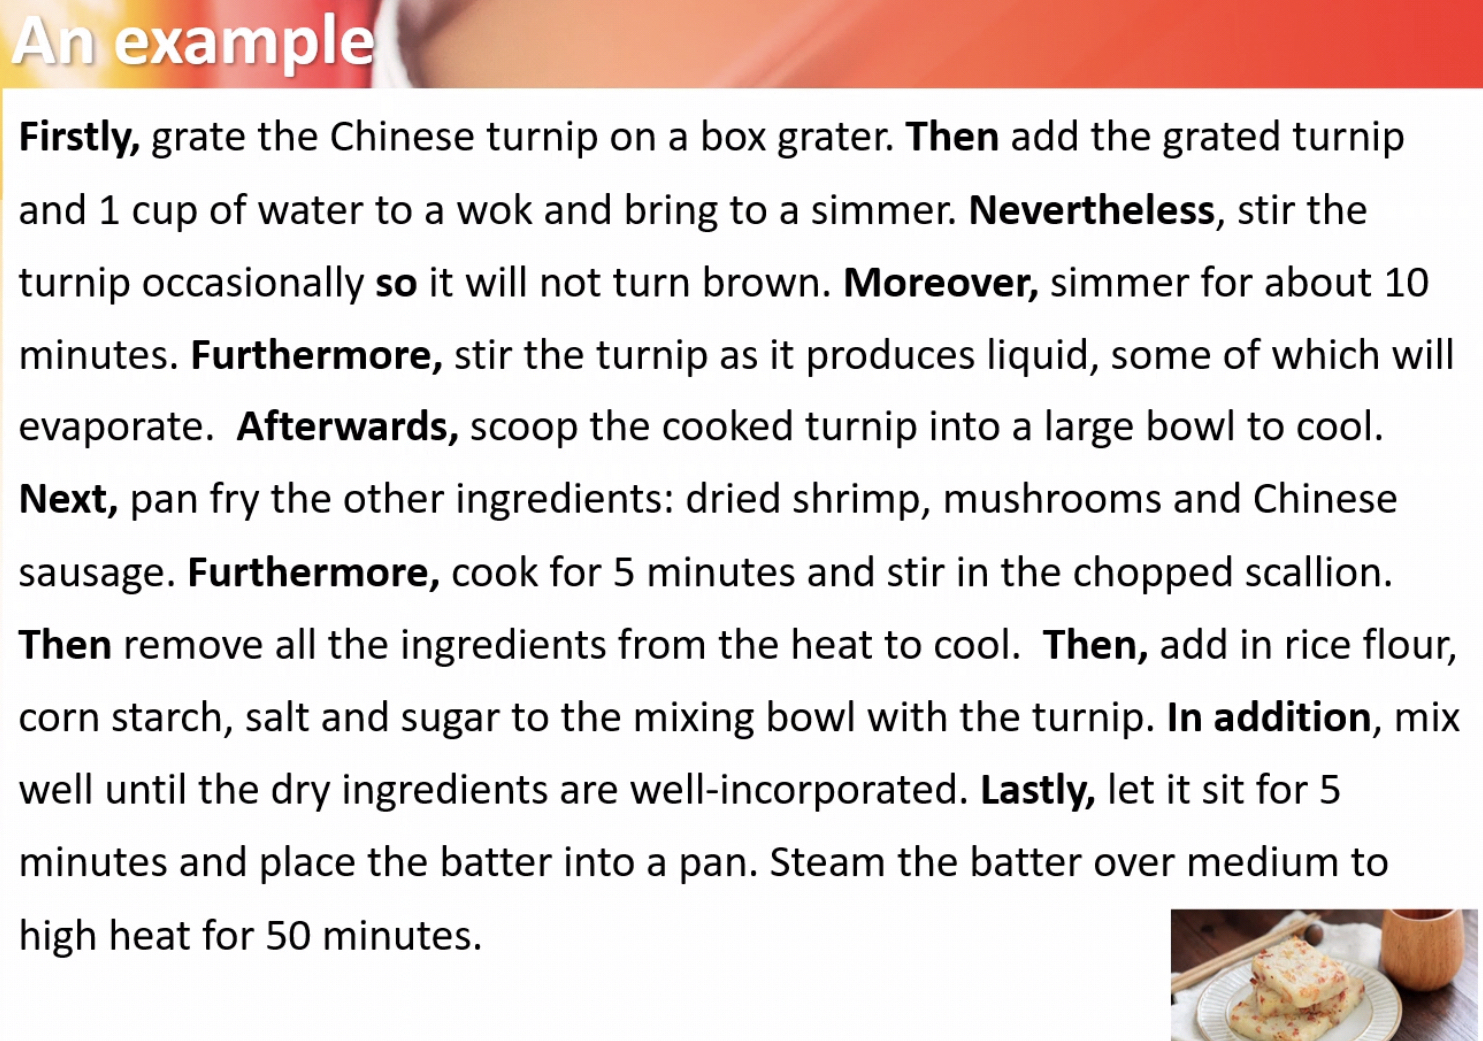 An example
Firstly, grate the Chinese turnip on a box grater. Then add the grated turnip
and 1 cup of water to a wok and bring to a simmer. Nevertheless, stir the
turnip occasionally so it will not turn brown. Moreover, simmer for about 10
minutes. Furthermore, stir the turnip as it produces liquid, some of which will
evaporate. Afterwards, scoop the cooked turnip into a large bowl to cool.
Next, pan fry the other ingredients: dried shrimp, mushrooms and Chinese
sausage. Furthermore, cook for 5 minutes and stir in the chopped scallion.
Then remove all the ingredients from the heat to cool. Then, add in rice flour,
corn starch, salt and sugar to the mixing bowl with the turnip. In addition, mix
well until the dry ingredients are well-incorporated. Lastly, let it sit for 5
minutes and place the batter into a pan. Steam the batter over medium to
high heat for 50 minutes.